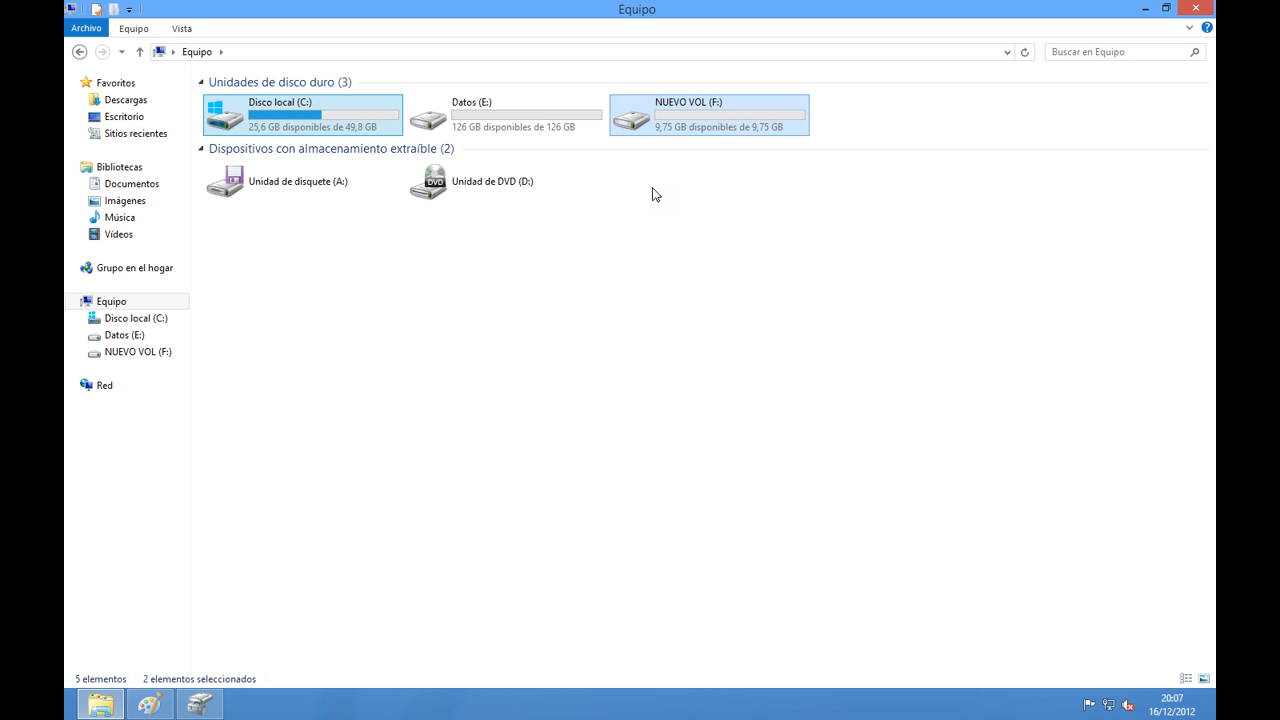 Equipo
Archivo
Equipo
Vista
Equipo
Buscar en Equipo
Favoritos
Descargas
Escritorio
Sitios recientes
Bibliotecas
Documentos
Imágenes
Música
Vídeos
Grupo en el hogar
Equipo
Disco local (C:)
Datos (E:)
NUEVO VOL (F:)
Red
Unidades de disco duro (3)
Disco local (C:)
25,6 GB disponibles de 49,8 GB
Datos (E:)
126 GB disponibles de 126 GB
NUEVO VOL (F:)
9,75 GB disponibles de 9,75 GB
Dispositivos con almacenamiento extraíble (2)
Unidad de disquete (A:)
DVD
Unidad de DVD (D:)
5 elementos
2 elementos seleccionados
20:07
16/12/2012